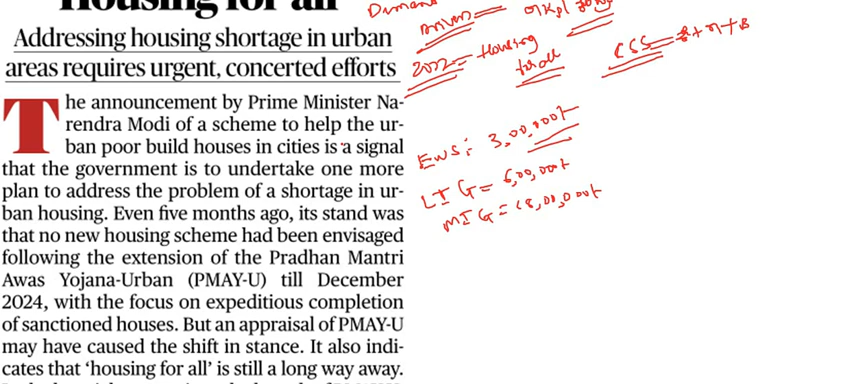 Housing for all
Addressing housing shortage in urban
areas requires urgent, concerted efforts
The announcement by Prime Minister Na-
rendra Modi of a scheme to help the ur-
ban poor build houses in cities is a signal
that the government is to undertake one more
plan to address the problem of a shortage in ur-
ban housing. Even five months ago, its stand was
that no new housing scheme had been envisaged
following the extension of the Pradhan Mantri
Awas Yojana-Urban (PMAY-U) till December
2024, with the focus on expeditious completion
of sanctioned houses. But an appraisal of PMAY-U
may have caused the shift in stance. It also indi-
cates that ‘housing for all’ is still a long way away.
Demand
Driven
2022 = Housing
for all
CSS
EWS: 3,00,000
LIG = 6,00,000
MIG = 18,00,000